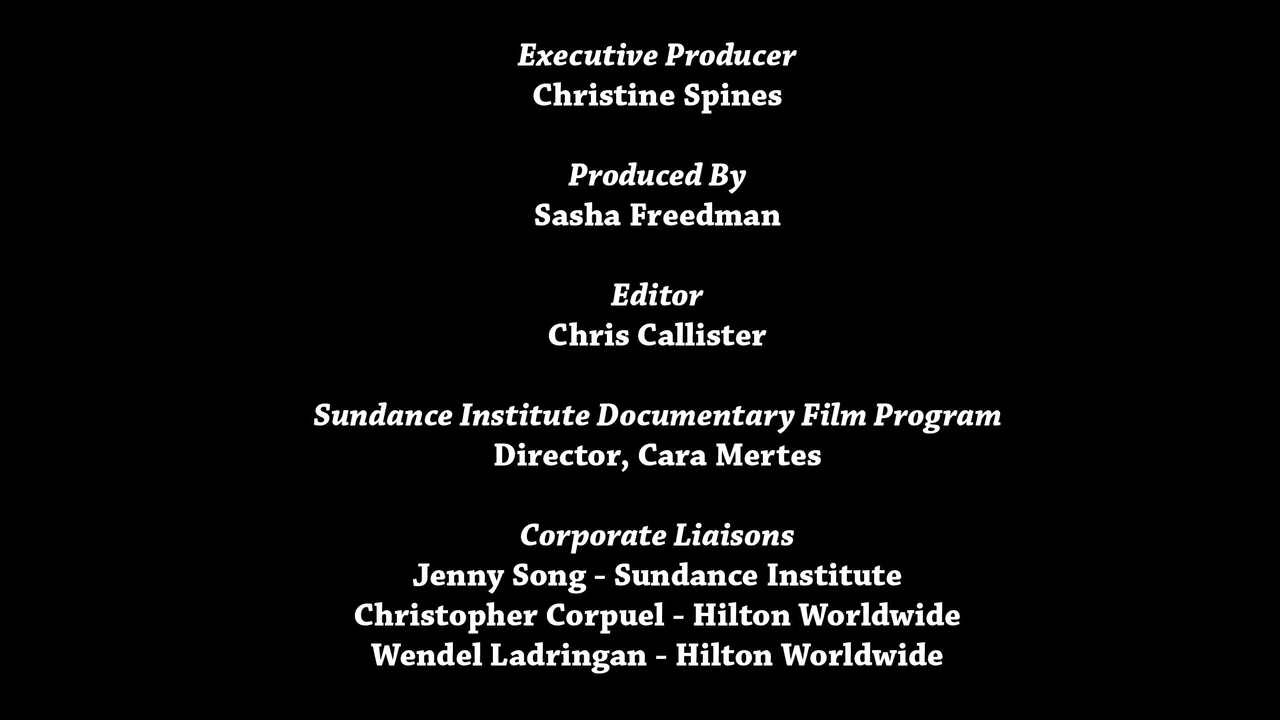 Executive Producer
Christine Spines
Produced By
Sasha Freedman
Editor
Chris Callister
Sundance Institute Documentary Film Program
Director, Cara Mertes
Corporate Liaisons
Jenny Song - Sundance Institute
Christopher Corpuel - Hilton Worldwide
Wendel Ladringan - Hilton Worldwide